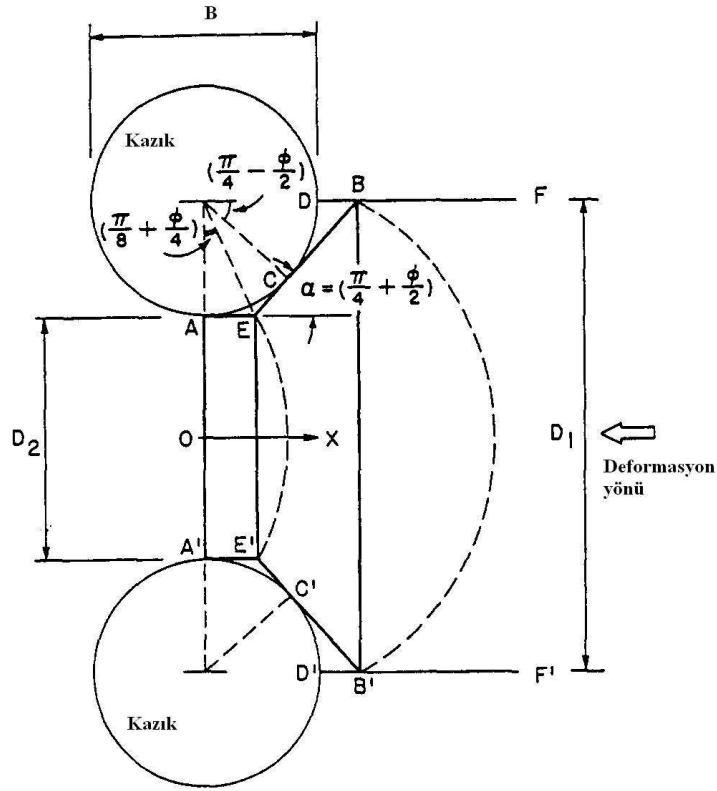 B
Kazık
(π/4 − ϕ/2)
D
B
F
(π/8 + ϕ/4)
C
α = (π/4 + ϕ/2)
A
E
D₂
O
X
D₁
Deformasyon
yönü
A'
E'
C'
D'
B'
F'
Kazık